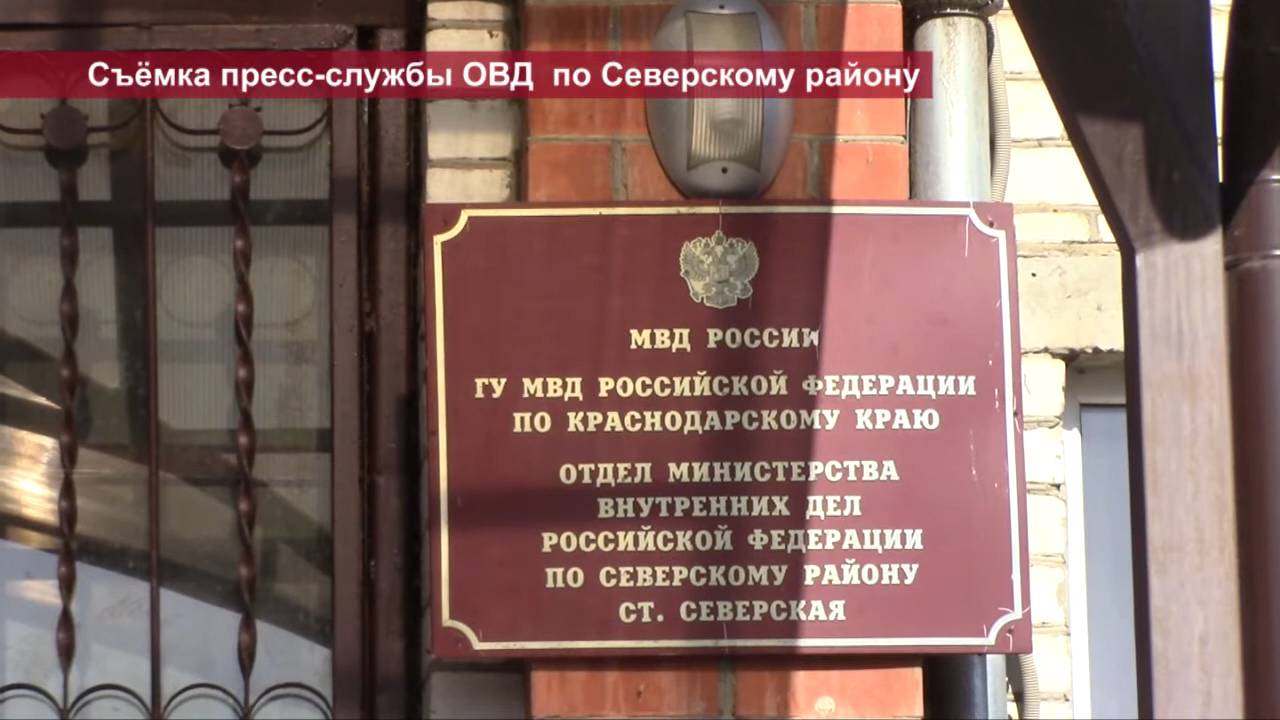 Съёмка пресс-службы ОВД по Северскому району
МВД РОССИИ
ГУ МВД РОССИЙСКОЙ ФЕДЕРАЦИИ
ПО КРАСНОДАРСКОМУ КРАЮ
ОТДЕЛ МИНИСТЕРСТВА
ВНУТРЕННИХ ДЕЛ
РОССИЙСКОЙ ФЕДЕРАЦИИ
ПО СЕВЕРСКОМУ РАЙОНУ
СТ. СЕВЕРСКАЯ